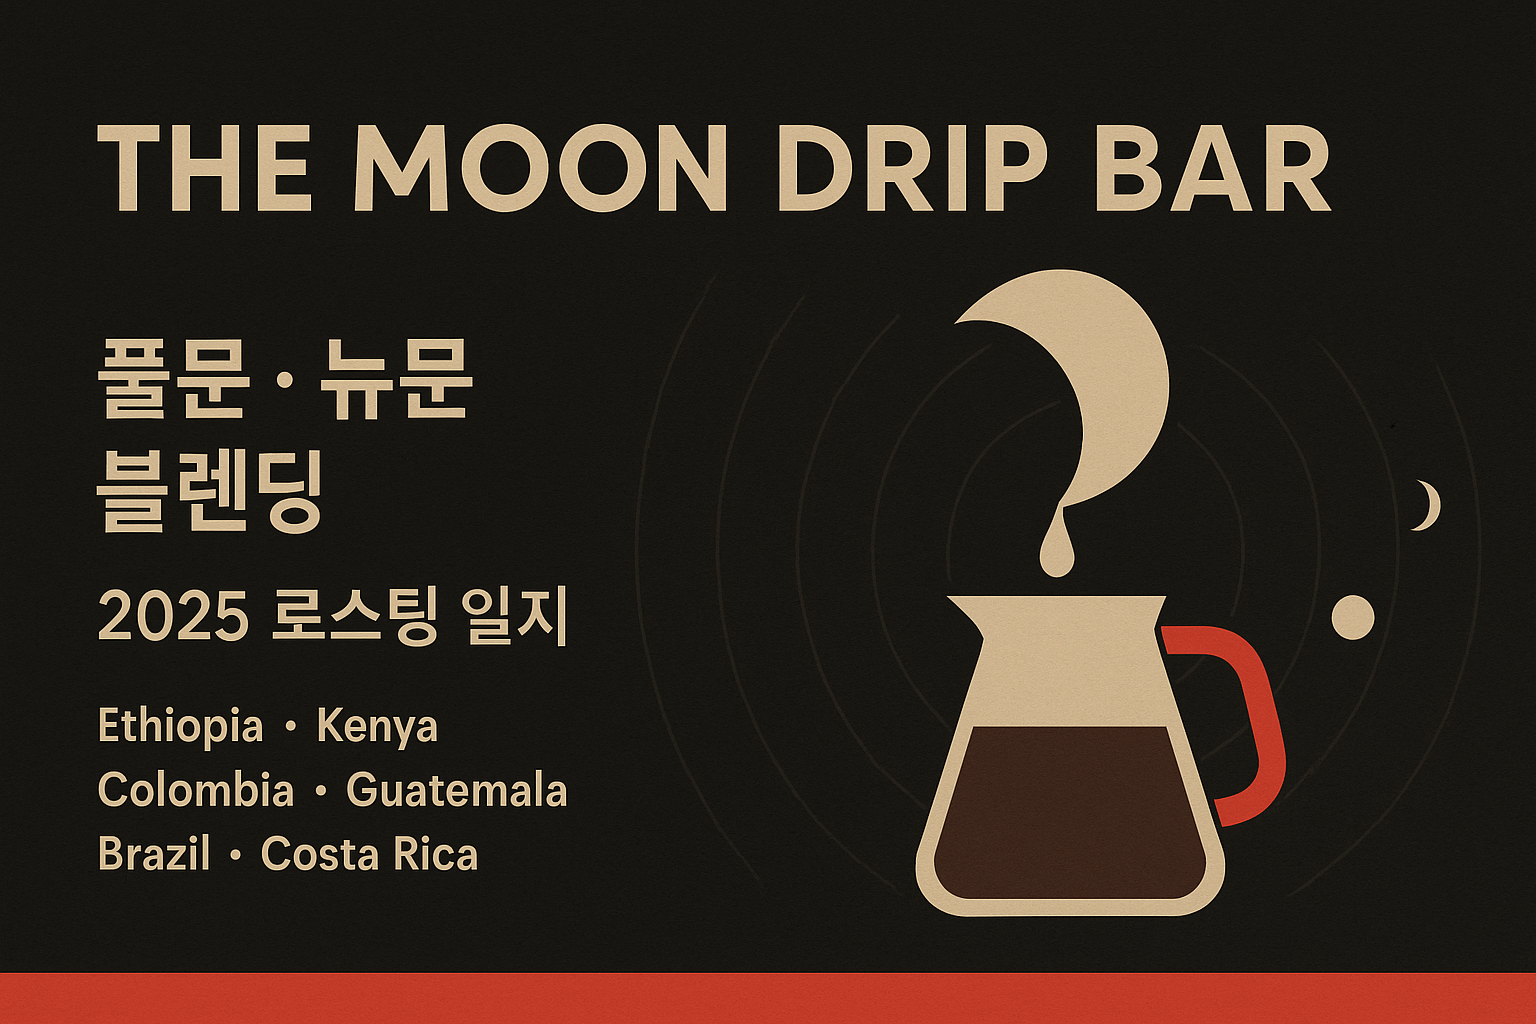 THE MOON DRIP BAR
풀문 · 뉴문
블렌딩
2025 로스팅 일지
Ethiopia • Kenya
Colombia • Guatemala
Brazil • Costa Rica